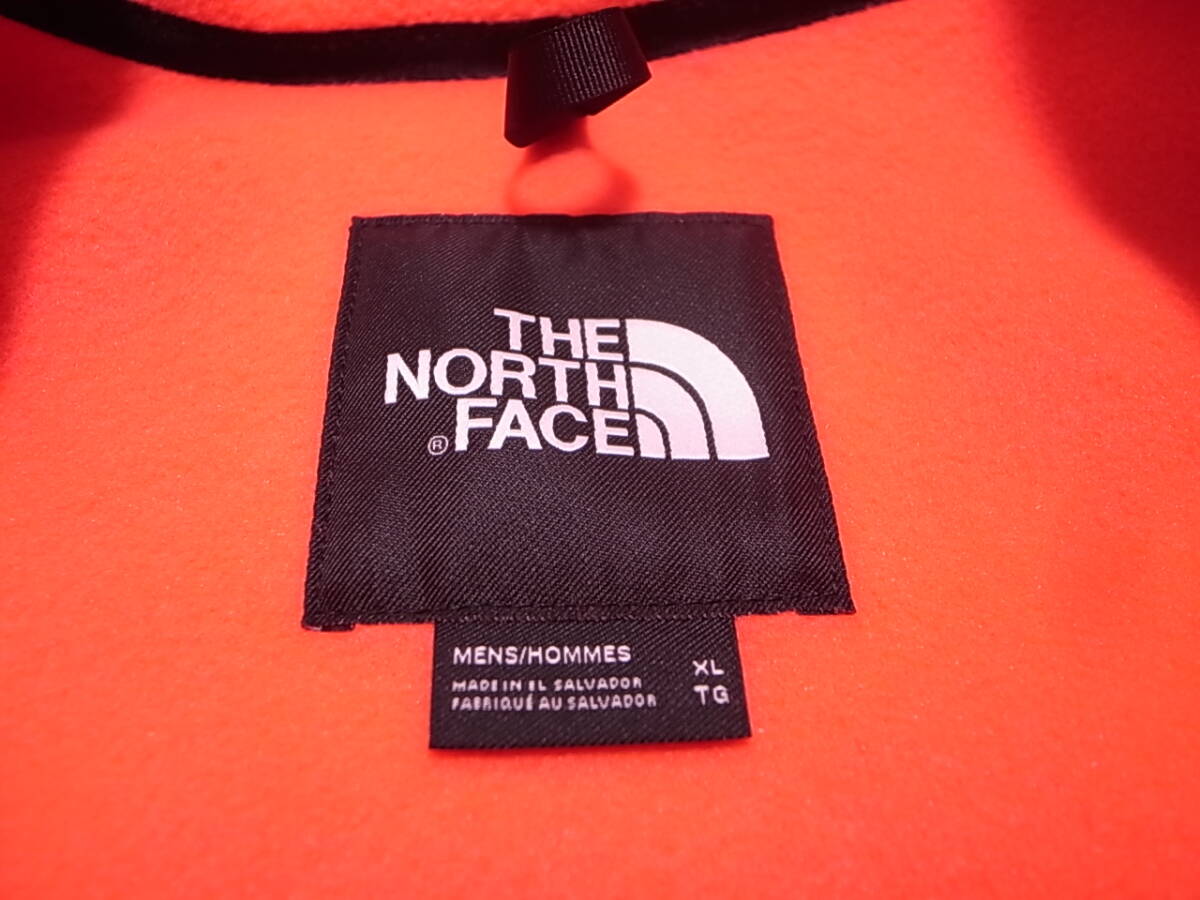 THE
NORTH
® FACE
MENS/HOMMES XL
MADE IN EL SALVADOR TG
FABRIQUÉ AU SALVADOR